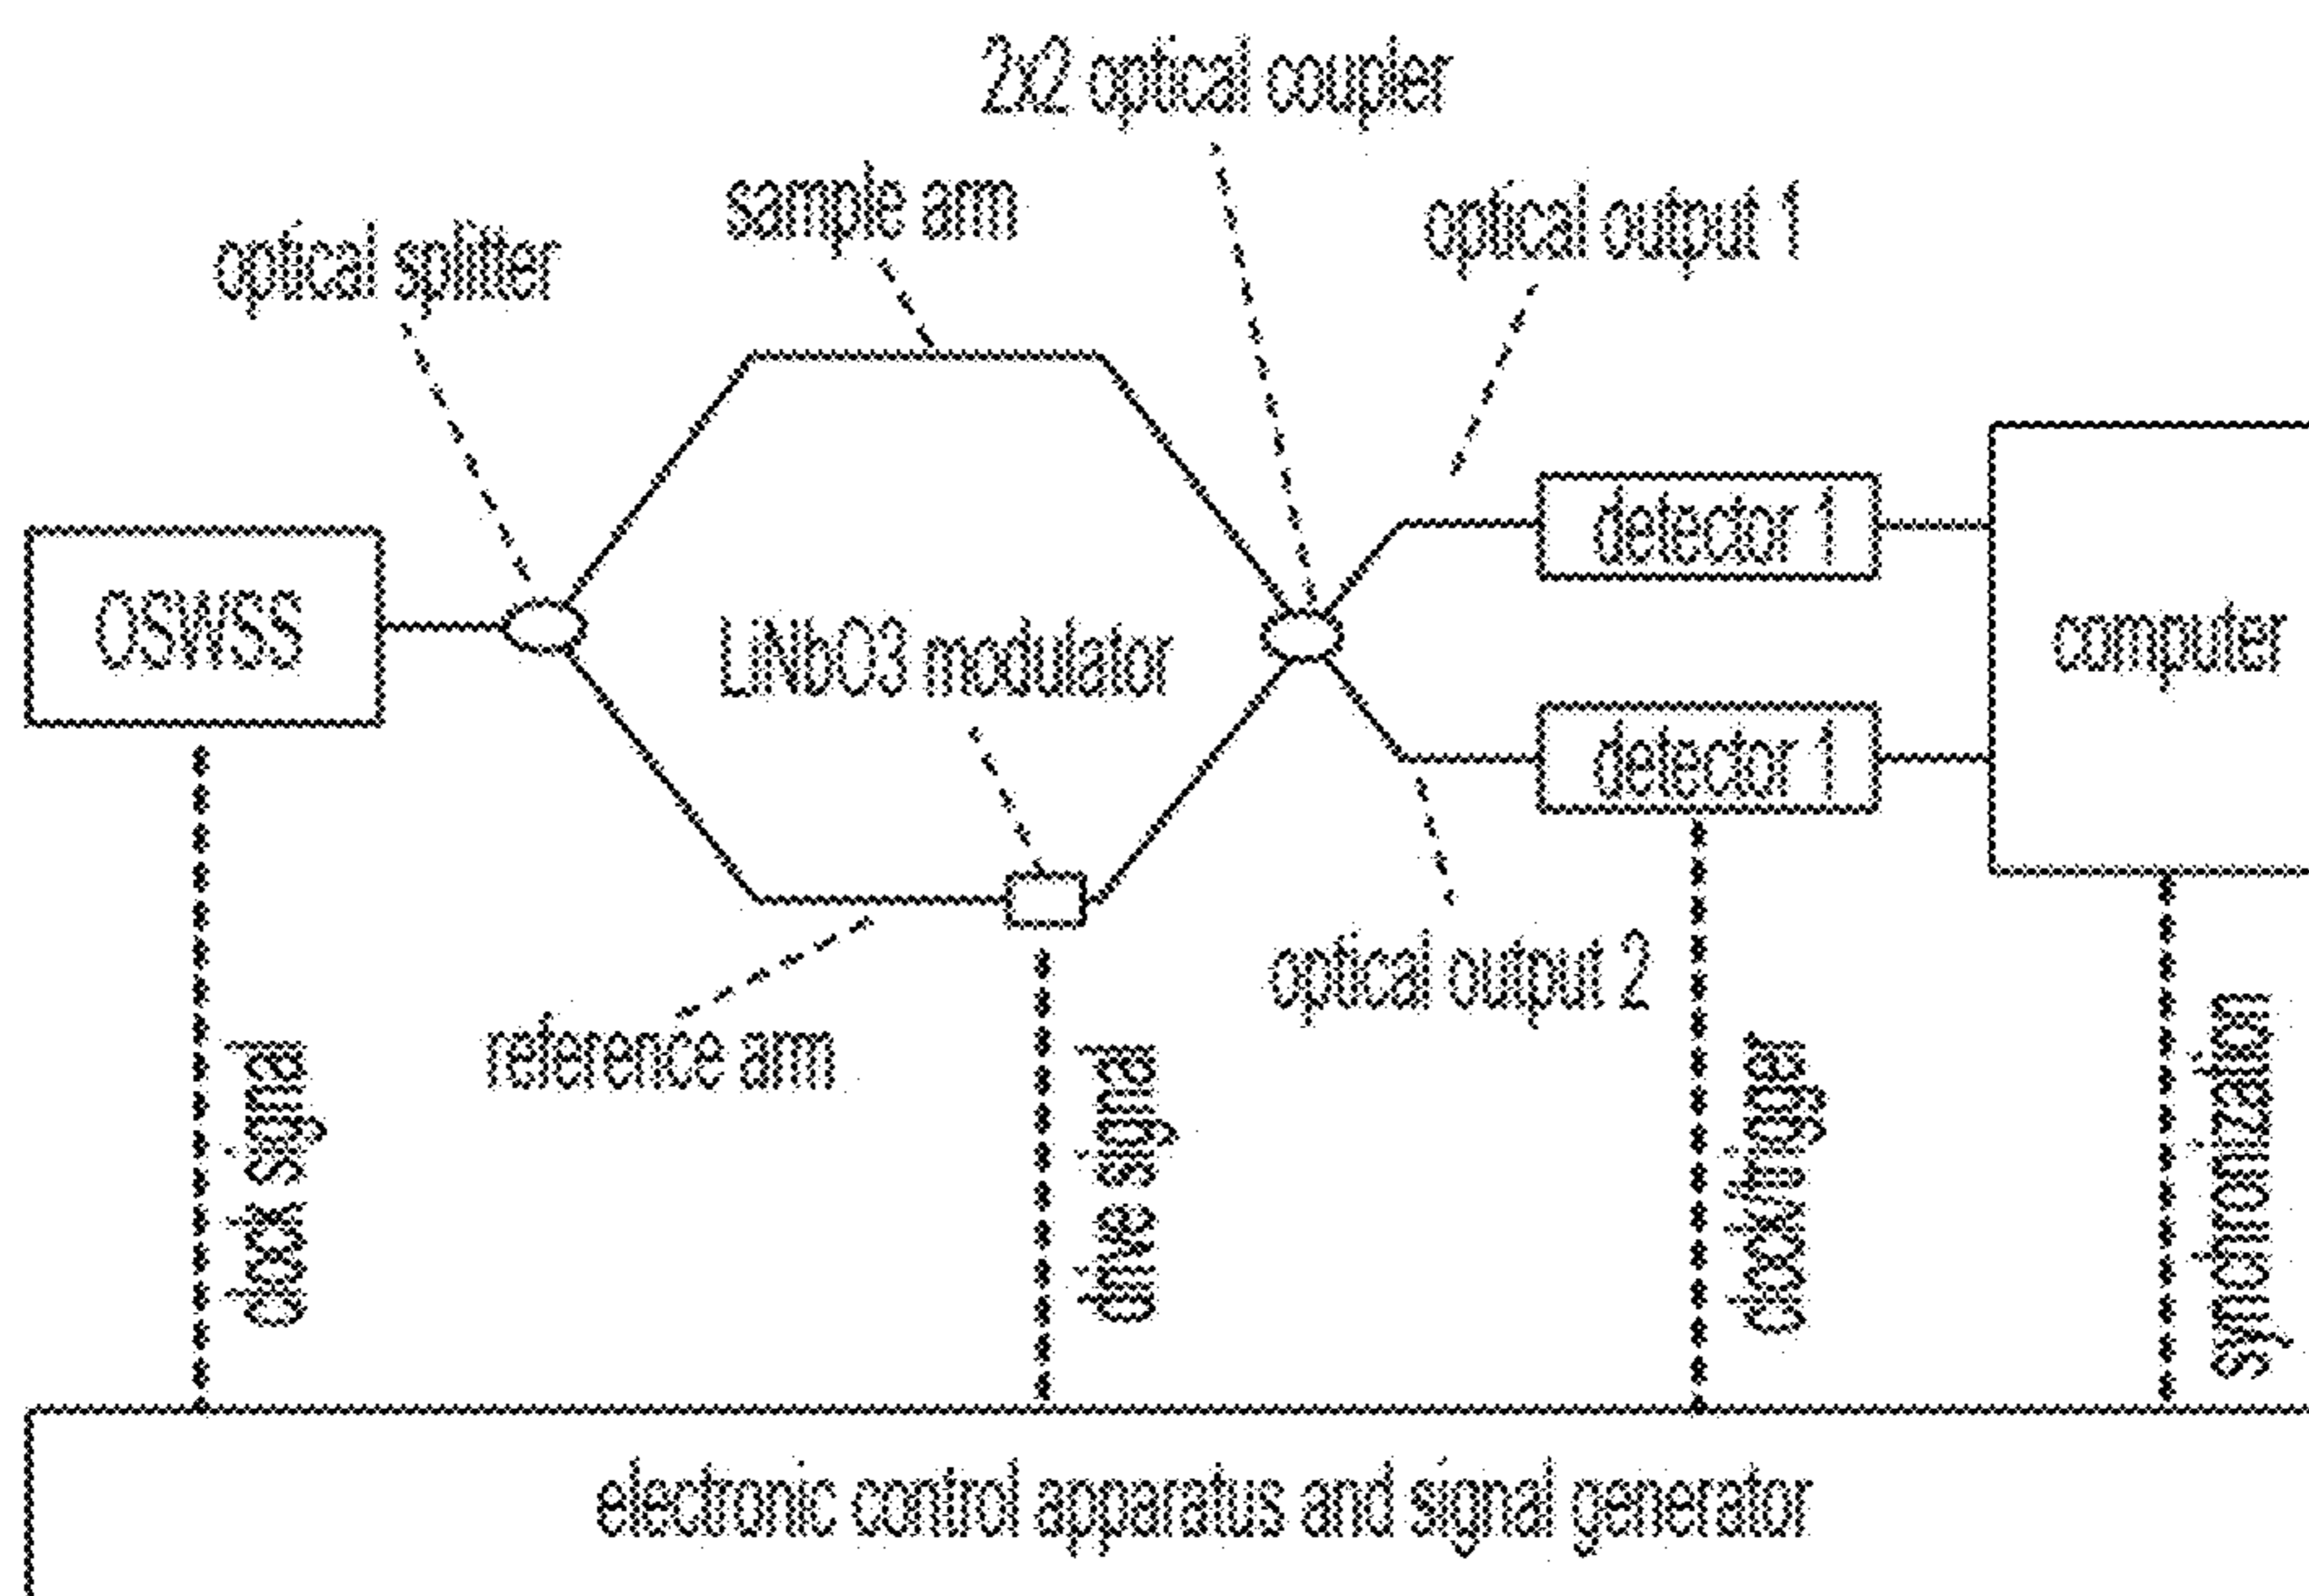 2x2 optical coupler
sample arm
optical output 1
optical splitter
detector 1
OSWSS
LiNbO3 modulator
computer
detector 1
optical output 2
reference arm
clock signal
drive signal
clock/trigger
synchronization
electronic control apparatus and signal generator